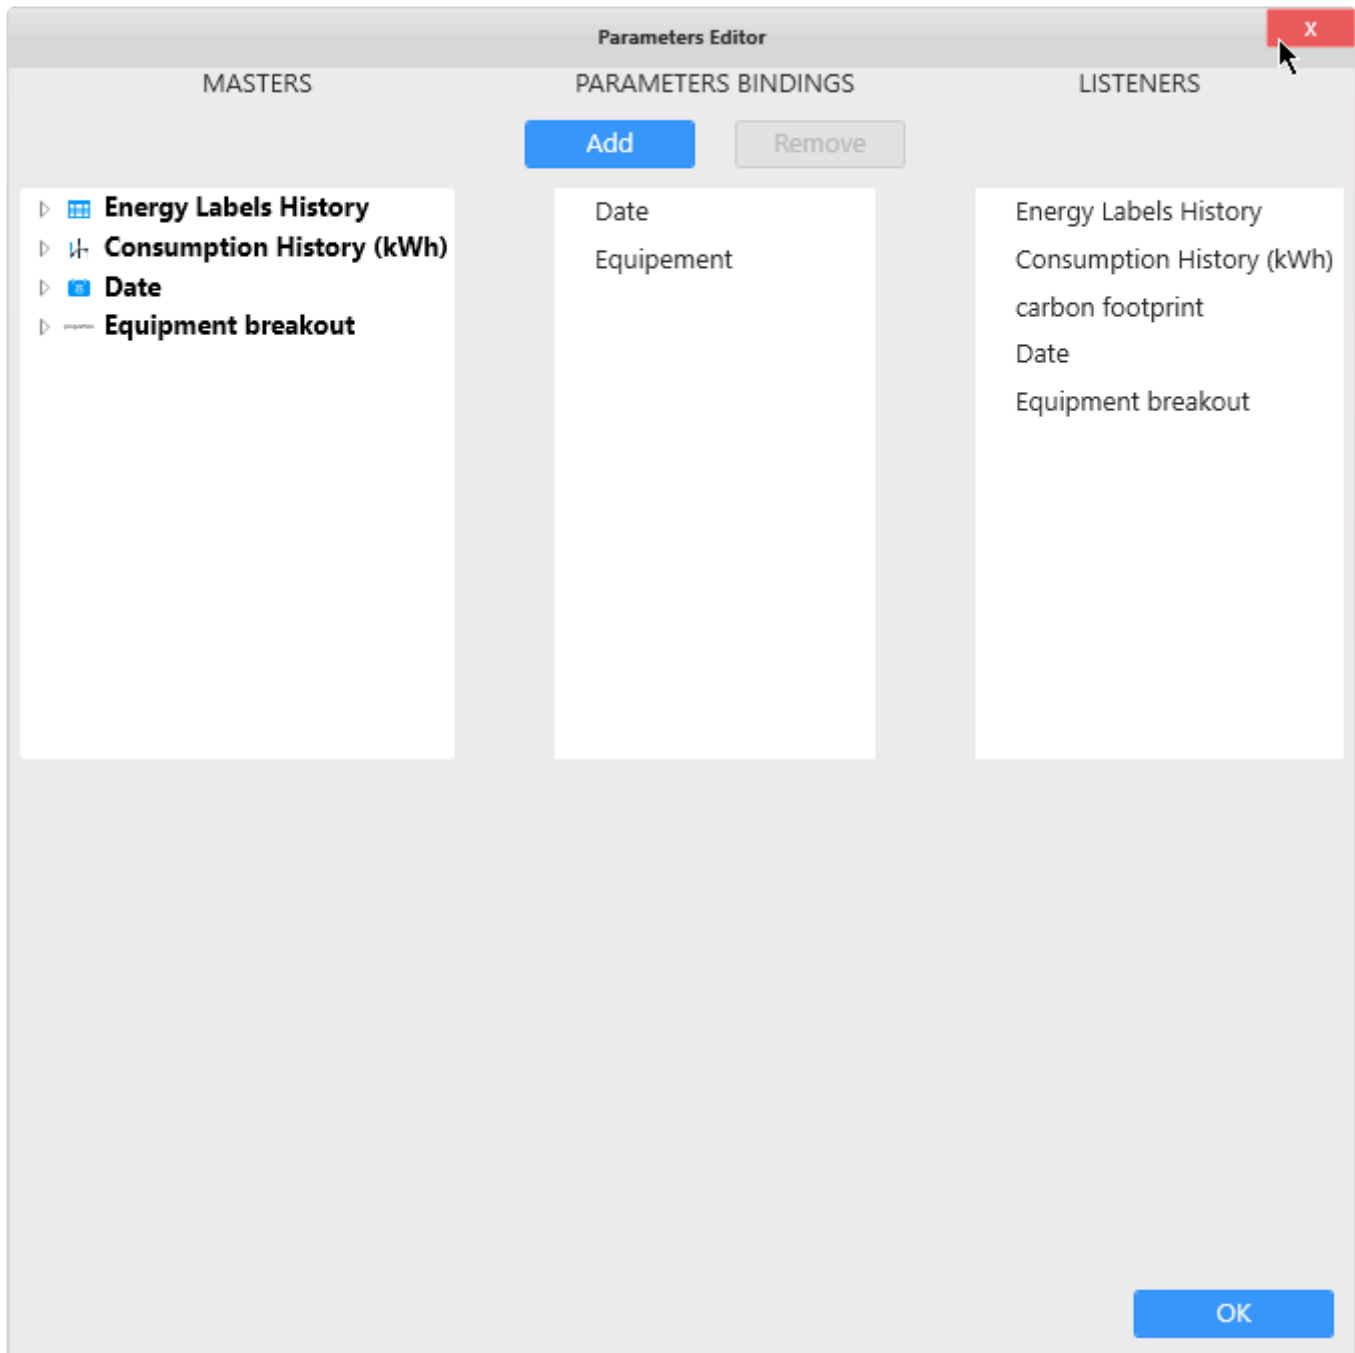 Parameters Editor
X
MASTERS
PARAMETERS BINDINGS
LISTENERS
Add
Remove
Energy Labels History
Consumption History (kWh)
Date
Equipment breakout
Date
Equipement
Energy Labels History
Consumption History (kWh)
carbon footprint
Date
Equipment breakout
OK